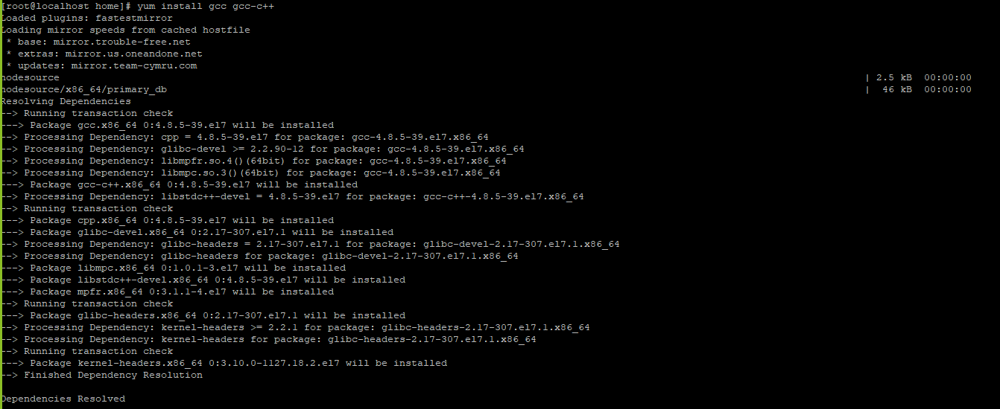 [root@localhost home]# yum install gcc gcc-c++
Loaded plugins: fastestmirror
Loading mirror speeds from cached hostfile
 * base: mirror.trouble-free.net
 * extras: mirror.us.oneandone.net
 * updates: mirror.team-cymru.com
nodesource | 2.5 kB 00:00:00
nodesource/x86_64/primary_db | 46 kB 00:00:00
Resolving Dependencies
--> Running transaction check
---> Package gcc.x86_64 0:4.8.5-39.el7 will be installed
--> Processing Dependency: cpp = 4.8.5-39.el7 for package: gcc-4.8.5-39.el7.x86_64
--> Processing Dependency: glibc-devel >= 2.2.90-12 for package: gcc-4.8.5-39.el7.x86_64
--> Processing Dependency: libmpfr.so.4()(64bit) for package: gcc-4.8.5-39.el7.x86_64
--> Processing Dependency: libmpc.so.3()(64bit) for package: gcc-4.8.5-39.el7.x86_64
---> Package gcc-c++.x86_64 0:4.8.5-39.el7 will be installed
--> Processing Dependency: libstdc++-devel = 4.8.5-39.el7 for package: gcc-c++-4.8.5-39.el7.x86_64
--> Running transaction check
---> Package cpp.x86_64 0:4.8.5-39.el7 will be installed
---> Package glibc-devel.x86_64 0:2.17-307.el7.1 will be installed
--> Processing Dependency: glibc-headers = 2.17-307.el7.1 for package: glibc-devel-2.17-307.el7.1.x86_64
--> Processing Dependency: glibc-headers for package: glibc-devel-2.17-307.el7.1.x86_64
---> Package libmpc.x86_64 0:1.0.1-3.el7 will be installed
---> Package libstdc++-devel.x86_64 0:4.8.5-39.el7 will be installed
---> Package mpfr.x86_64 0:3.1.1-4.el7 will be installed
--> Running transaction check
---> Package glibc-headers.x86_64 0:2.17-307.el7.1 will be installed
--> Processing Dependency: kernel-headers >= 2.2.1 for package: glibc-headers-2.17-307.el7.1.x86_64
--> Processing Dependency: kernel-headers for package: glibc-headers-2.17-307.el7.1.x86_64
--> Running transaction check
---> Package kernel-headers.x86_64 0:3.10.0-1127.18.2.el7 will be installed
--> Finished Dependency Resolution
Dependencies Resolved